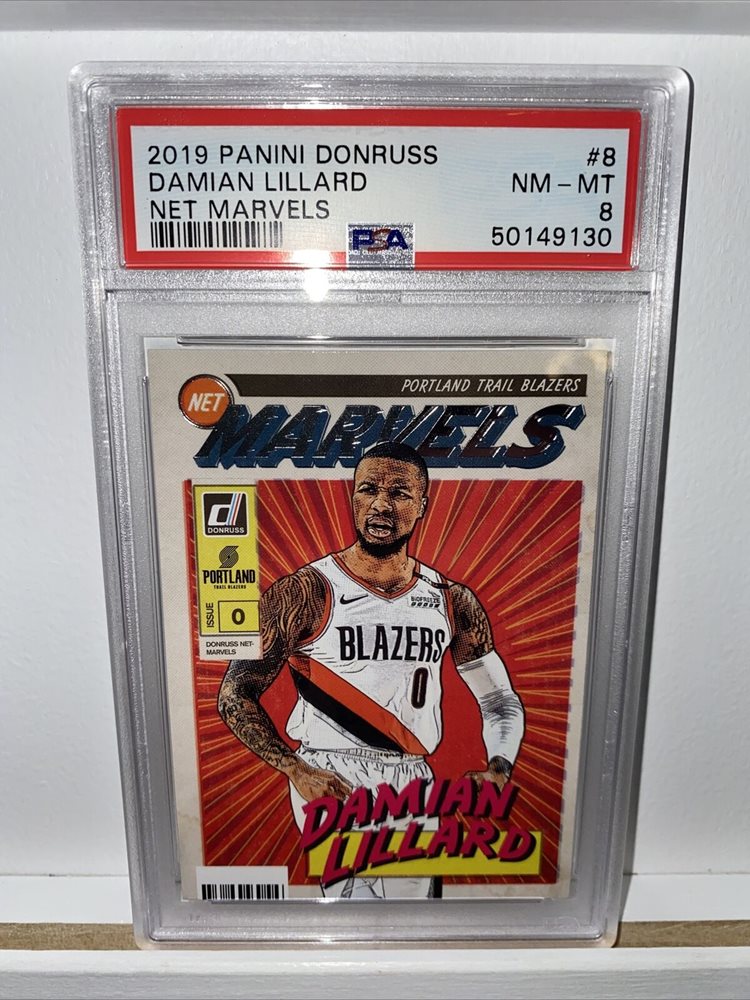 2019 PANINI DONRUSS #8
DAMIAN LILLARD NM - MT
NET MARVELS 8
PSA 50149130
PORTLAND TRAIL BLAZERS
NET
MARVELS
d
DONRUSS
PORTLAND
TRAIL BLAZERS
ISSUE 0
DONRUSS NET-
MARVELS
BIOFREEZE
BLAZERS
0
DAMIAN
LILLARD